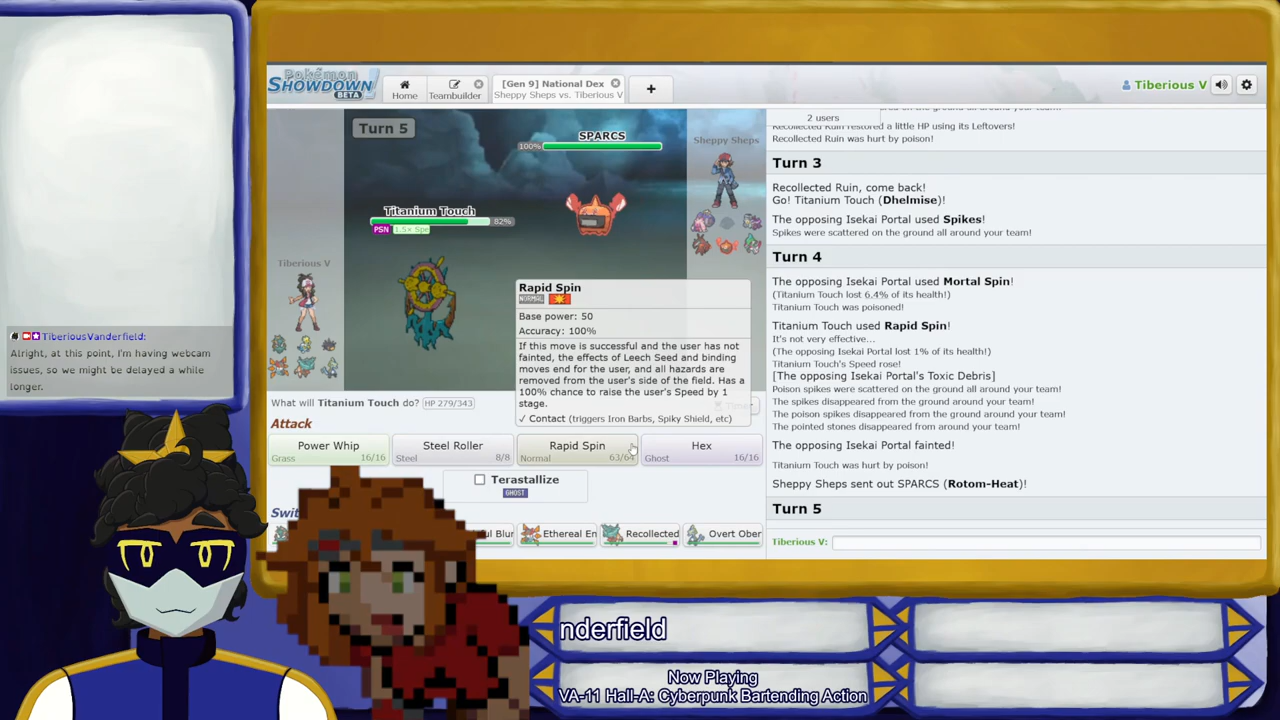 Pokémon
SHOWDOWN
BETA
Home
Teambuilder
[Gen 9] National Dex
Sheppy Sheps vs. Tiberious V
+
Tiberious V
2 users
Recollected Ruin restored a little HP using its Leftovers!
Recollected Ruin was hurt by poison!
Turn 3
Recollected Ruin, come back!
Go! Titanium Touch (Dhelmise)!
The opposing Isekai Portal used Spikes!
Spikes were scattered on the ground all around your team!
Turn 4
The opposing Isekai Portal used Mortal Spin!
(Titanium Touch lost 6.4% of its health!)
Titanium Touch was poisoned!
Titanium Touch used Rapid Spin!
It's not very effective...
(The opposing Isekai Portal lost 1% of its health!)
Titanium Touch's Speed rose!
[The opposing Isekai Portal's Toxic Debris]
Poison spikes were scattered on the ground all around your team!
The spikes disappeared from the ground around your team!
The poison spikes disappeared from the ground around your team!
The pointed stones disappeared from the ground around your team!
The opposing Isekai Portal fainted!
Titanium Touch was hurt by poison!
Sheppy Sheps sent out SPARCS (Rotom-Heat)!
Turn 5
Tiberious V:
Turn 5
SPARCS
100%
Sheppy Sheps
Titanium Touch
82%
PSN 1.5× Spe
Tiberious V
Rapid Spin
NORMAL
Base power: 50
Accuracy: 100%
If this move is successful and the user has not
fainted, the effects of Leech Seed and binding
moves end for the user, and all hazards are
removed from the user's side of the field. Has a
100% chance to raise the user's Speed by 1
stage.
✓ Contact (triggers Iron Barbs, Spiky Shield, etc)
What will Titanium Touch do? HP 279/343
Attack
Power Whip
Grass 16/16
Steel Roller
Steel 8/8
Rapid Spin
Normal 63/64
Hex
Ghost 16/16
Terastallize
GHOST
Ethereal En
Recollected
Overt Ober
TiberiousVanderfield:
Alright, at this point, I'm having webcam
issues, so we might be delayed a while
longer.
nderfield
Now Playing
VA-11 Hall-A: Cyberpunk Bartending Action